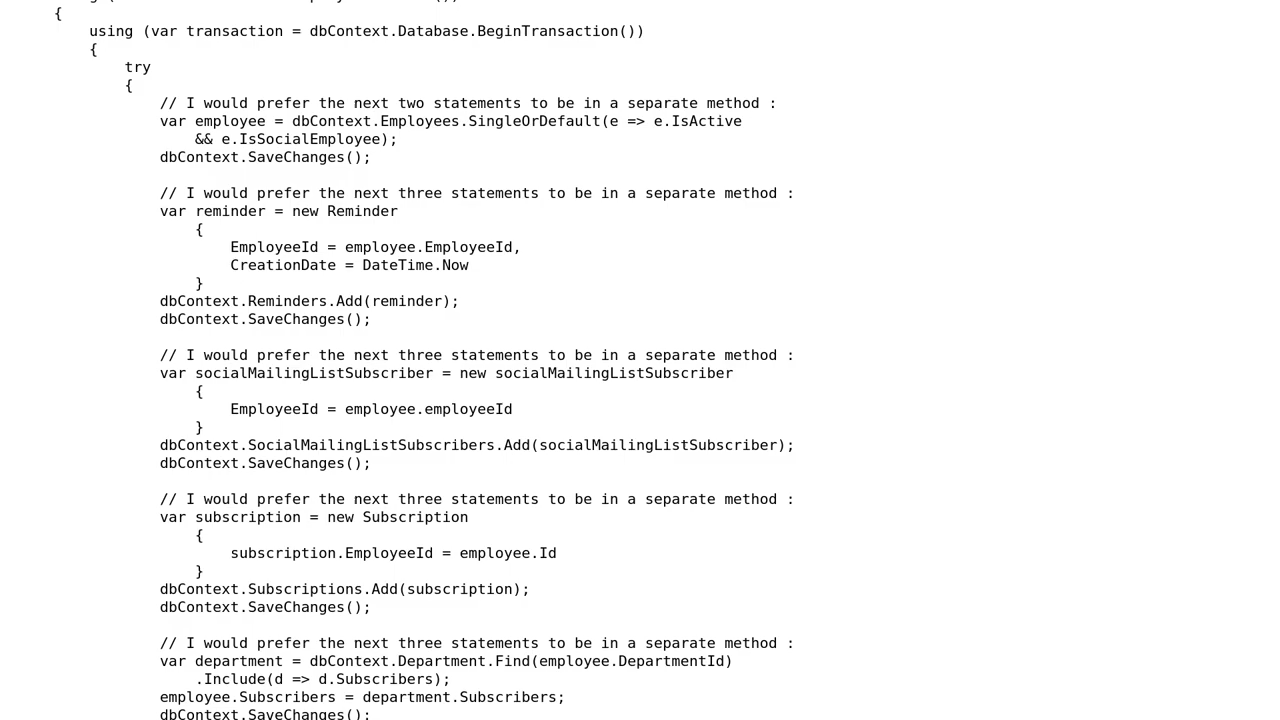 {
using (var transaction = dbContext.Database.BeginTransaction())
{
try
{
// I would prefer the next two statements to be in a separate method :
var employee = dbContext.Employees.SingleOrDefault(e => e.IsActive
&& e.IsSocialEmployee);
dbContext.SaveChanges();
// I would prefer the next three statements to be in a separate method :
var reminder = new Reminder
{
EmployeeId = employee.EmployeeId,
CreationDate = DateTime.Now
}
dbContext.Reminders.Add(reminder);
dbContext.SaveChanges();
// I would prefer the next three statements to be in a separate method :
var socialMailingListSubscriber = new socialMailingListSubscriber
{
EmployeeId = employee.employeeId
}
dbContext.SocialMailingListSubscribers.Add(socialMailingListSubscriber);
dbContext.SaveChanges();
// I would prefer the next three statements to be in a separate method :
var subscription = new Subscription
{
subscription.EmployeeId = employee.Id
}
dbContext.Subscriptions.Add(subscription);
dbContext.SaveChanges();
// I would prefer the next three statements to be in a separate method :
var department = dbContext.Department.Find(employee.DepartmentId)
.Include(d => d.Subscribers);
employee.Subscribers = department.Subscribers;
dbContext.SaveChanges();